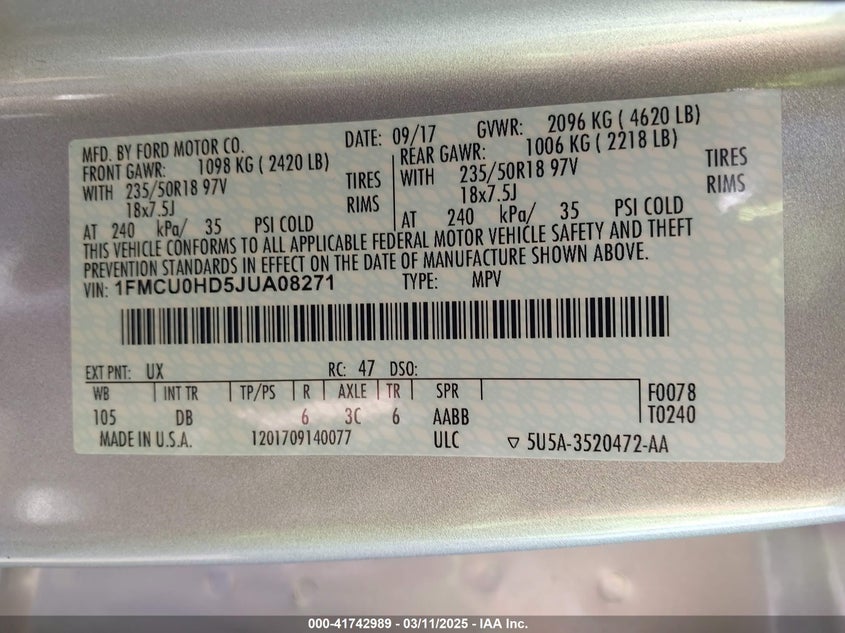 MFD. BY FORD MOTOR CO. DATE: 09/17 GVWR: 2096 KG ( 4620 LB)
FRONT GAWR: 1098 KG ( 2420 LB) REAR GAWR: 1006 KG ( 2218 LB)
WITH 235/50R18 97V TIRES WITH 235/50R18 97V TIRES
18x7.5J RIMS 18x7.5J RIMS
AT 240 kPa/ 35 PSI COLD AT 240 kPa/ 35 PSI COLD
THIS VEHICLE CONFORMS TO ALL APPLICABLE FEDERAL MOTOR VEHICLE SAFETY AND THEFT
PREVENTION STANDARDS IN EFFECT ON THE DATE OF MANUFACTURE SHOWN ABOVE.
VIN: 1FMCU0HD5JUA08271 TYPE: MPV
EXT PNT: UX RC: 47 DSO:
WB INT TR TP/PS R AXLE TR SPR F0078
105 DB 6 3C 6 AABB T0240
MADE IN U.S.A. 1201709140077 ULC ▽ 5U5A-3520472-AA
000-41742989 - 03/11/2025 - IAA Inc.